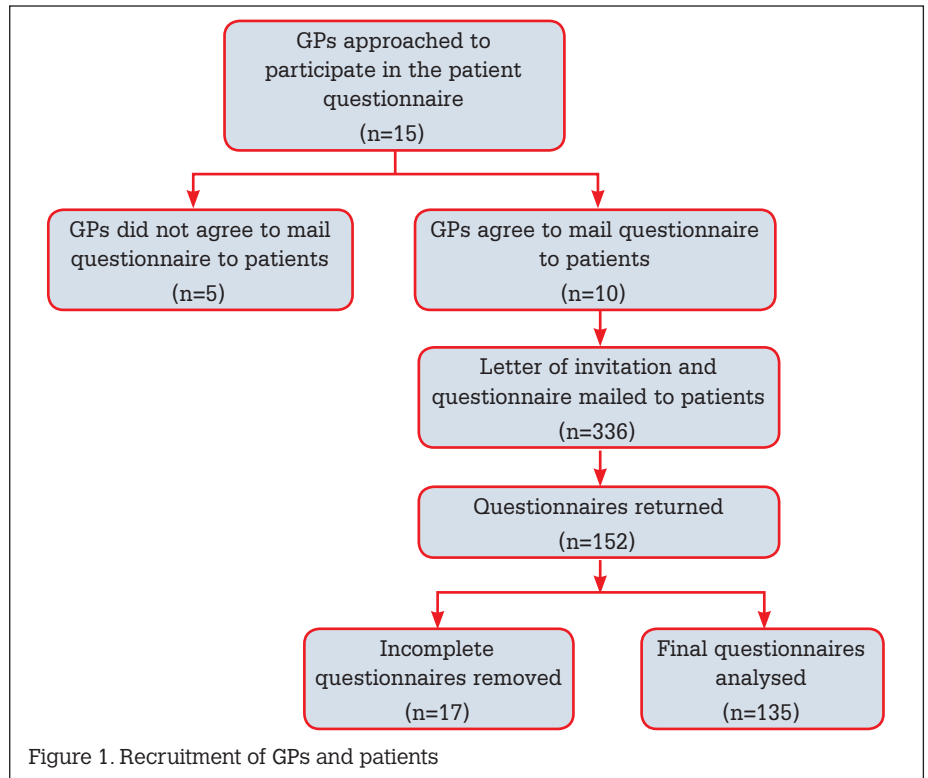 GPs approached to
participate in the patient
questionnaire
(n=15)
GPs did not agree to mail
questionnaire to patients
(n=5)
GPs agree to mail questionnaire
to patients
(n=10)
Letter of invitation and
questionnaire mailed to patients
(n=336)
Questionnaires returned
(n=152)
Incomplete
questionnaires removed
(n=17)
Final questionnaires
analysed
(n=135)
Figure 1. Recruitment of GPs and patients